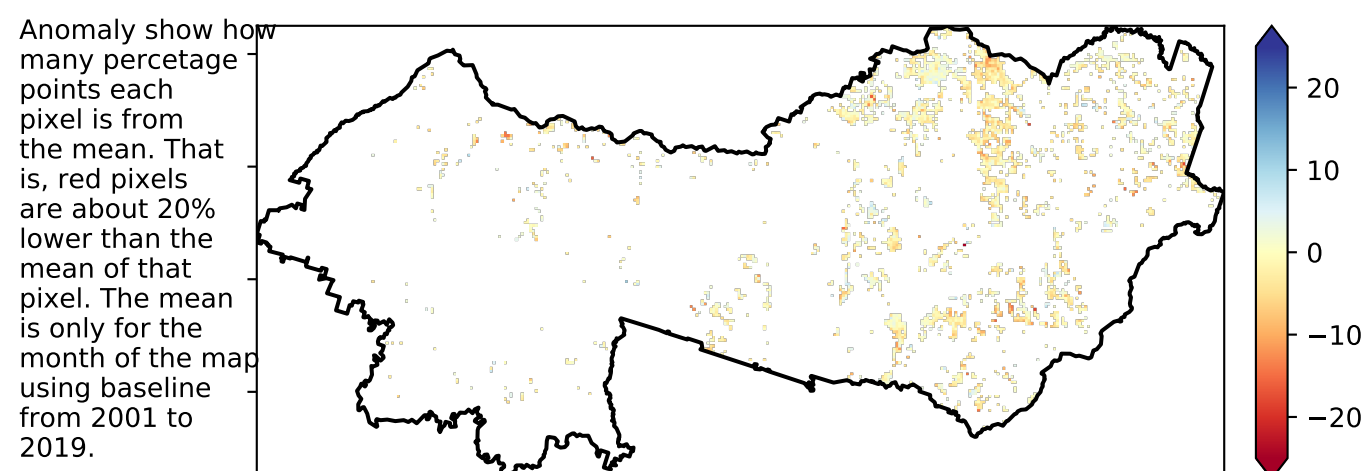 Anomaly show how
many percetage
points each
pixel is from
the mean. That
is, red pixels
are about 20%
lower than the
mean of that
pixel. The mean
is only for the
month of the map
using baseline
from 2001 to
2019.
20
10
0
−10
−20